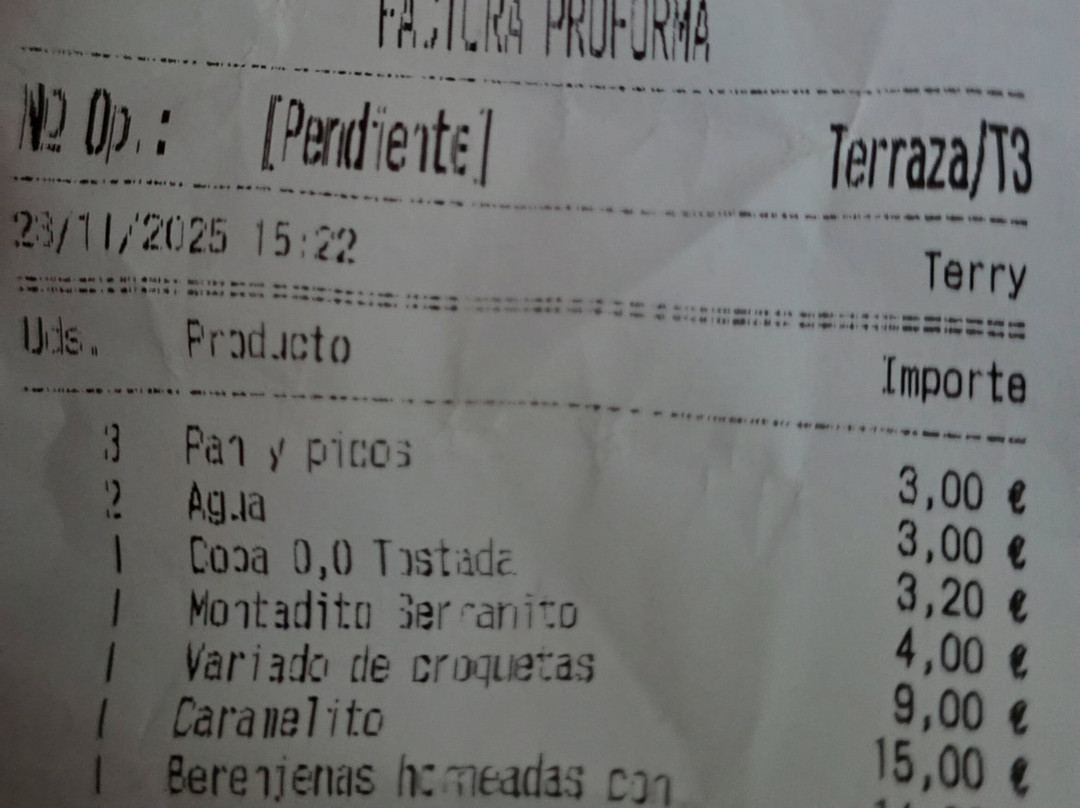 FACTURA PROFORMA
Nº Op.: [Pendiente] Terraza/T3
23/11/2025 15:22 Terry
Uds. Producto Importe
3 Pan y picos 3,00 €
2 Agua 3,00 €
1 Copa 0,0 Tostada 3,20 €
1 Montadito Serranito 4,00 €
1 Variado de croquetas 9,00 €
1 Caramelito 15,00 €
1 Berenjenas horneadas con